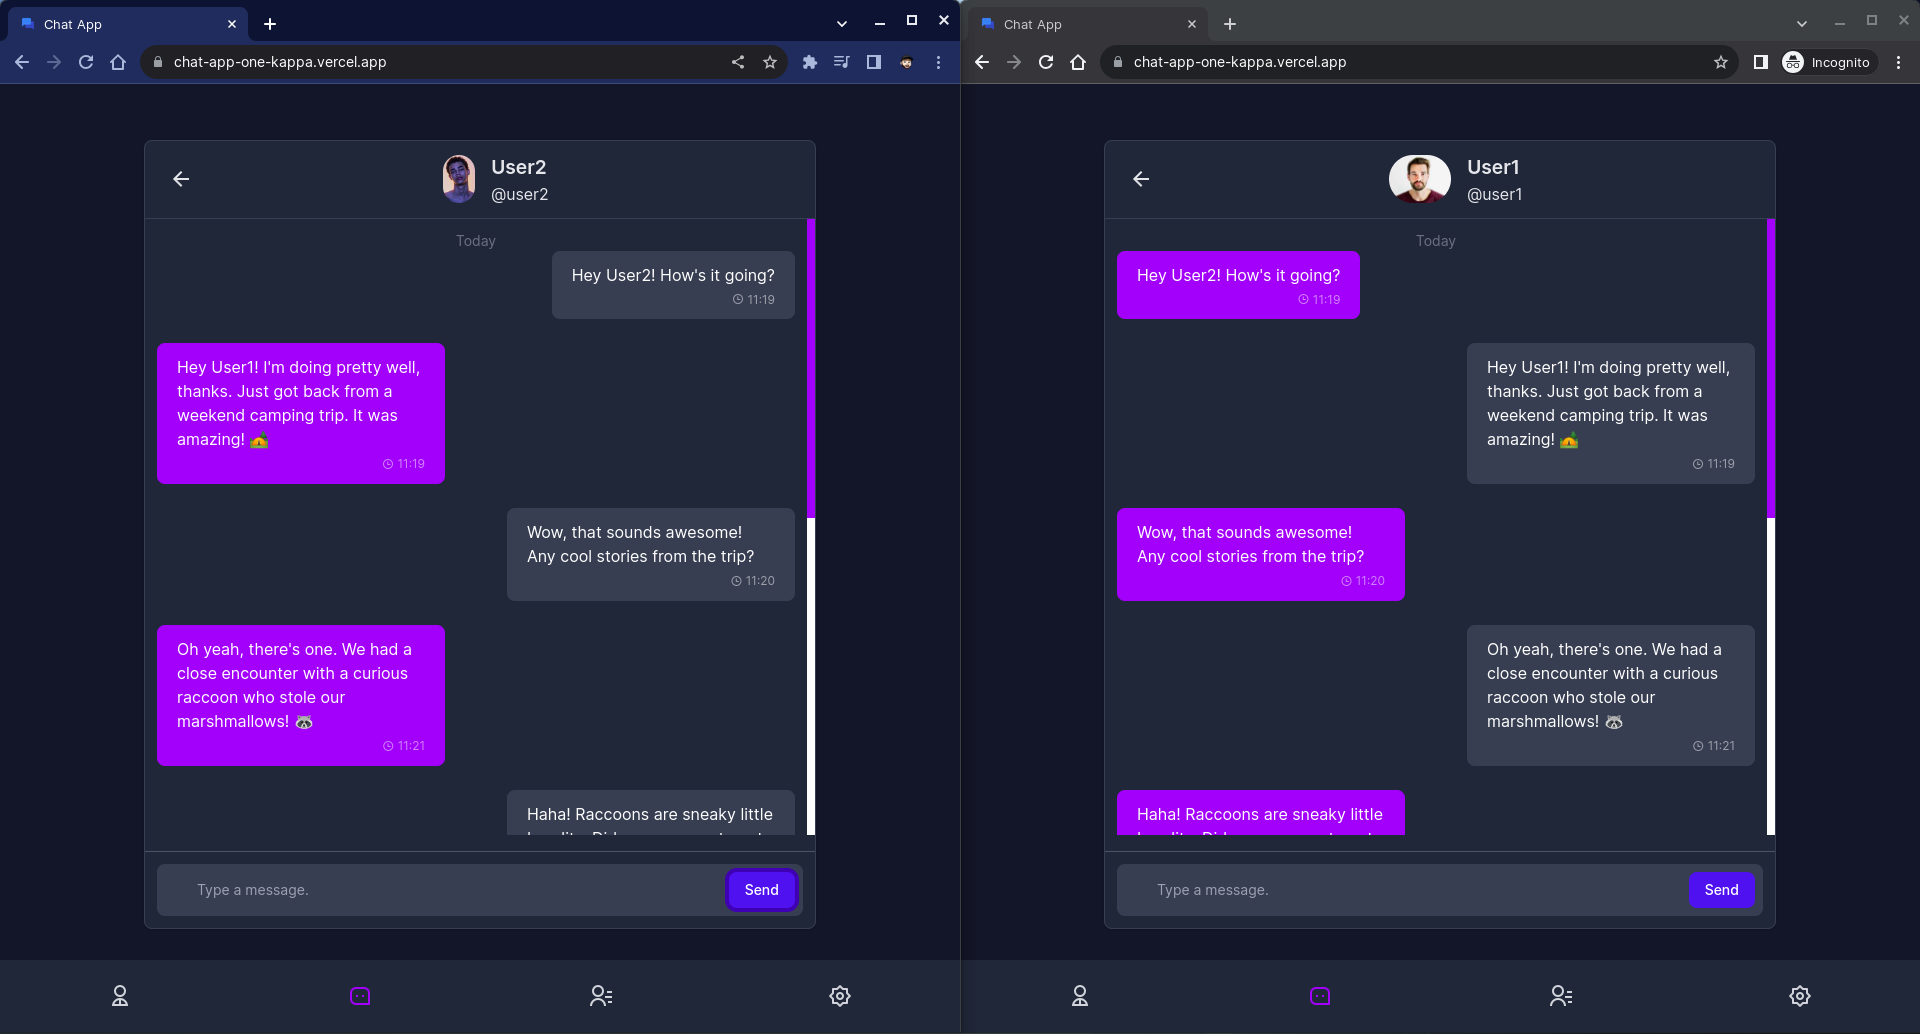 Chat App
chat-app-one-kappa.vercel.app
User2
@user2
Today
Hey User2! How's it going?
11:19
Hey User1! I'm doing pretty well,
thanks. Just got back from a
weekend camping trip. It was
amazing! 🏕️
11:19
Wow, that sounds awesome!
Any cool stories from the trip?
11:20
Oh yeah, there's one. We had a
close encounter with a curious
raccoon who stole our
marshmallows! 🦝
11:21
Haha! Raccoons are sneaky little
Type a message.
Send
Chat App
chat-app-one-kappa.vercel.app
Incognito
User1
@user1
Today
Hey User2! How's it going?
11:19
Hey User1! I'm doing pretty well,
thanks. Just got back from a
weekend camping trip. It was
amazing! 🏕️
11:19
Wow, that sounds awesome!
Any cool stories from the trip?
11:20
Oh yeah, there's one. We had a
close encounter with a curious
raccoon who stole our
marshmallows! 🦝
11:21
Haha! Raccoons are sneaky little
Type a message.
Send